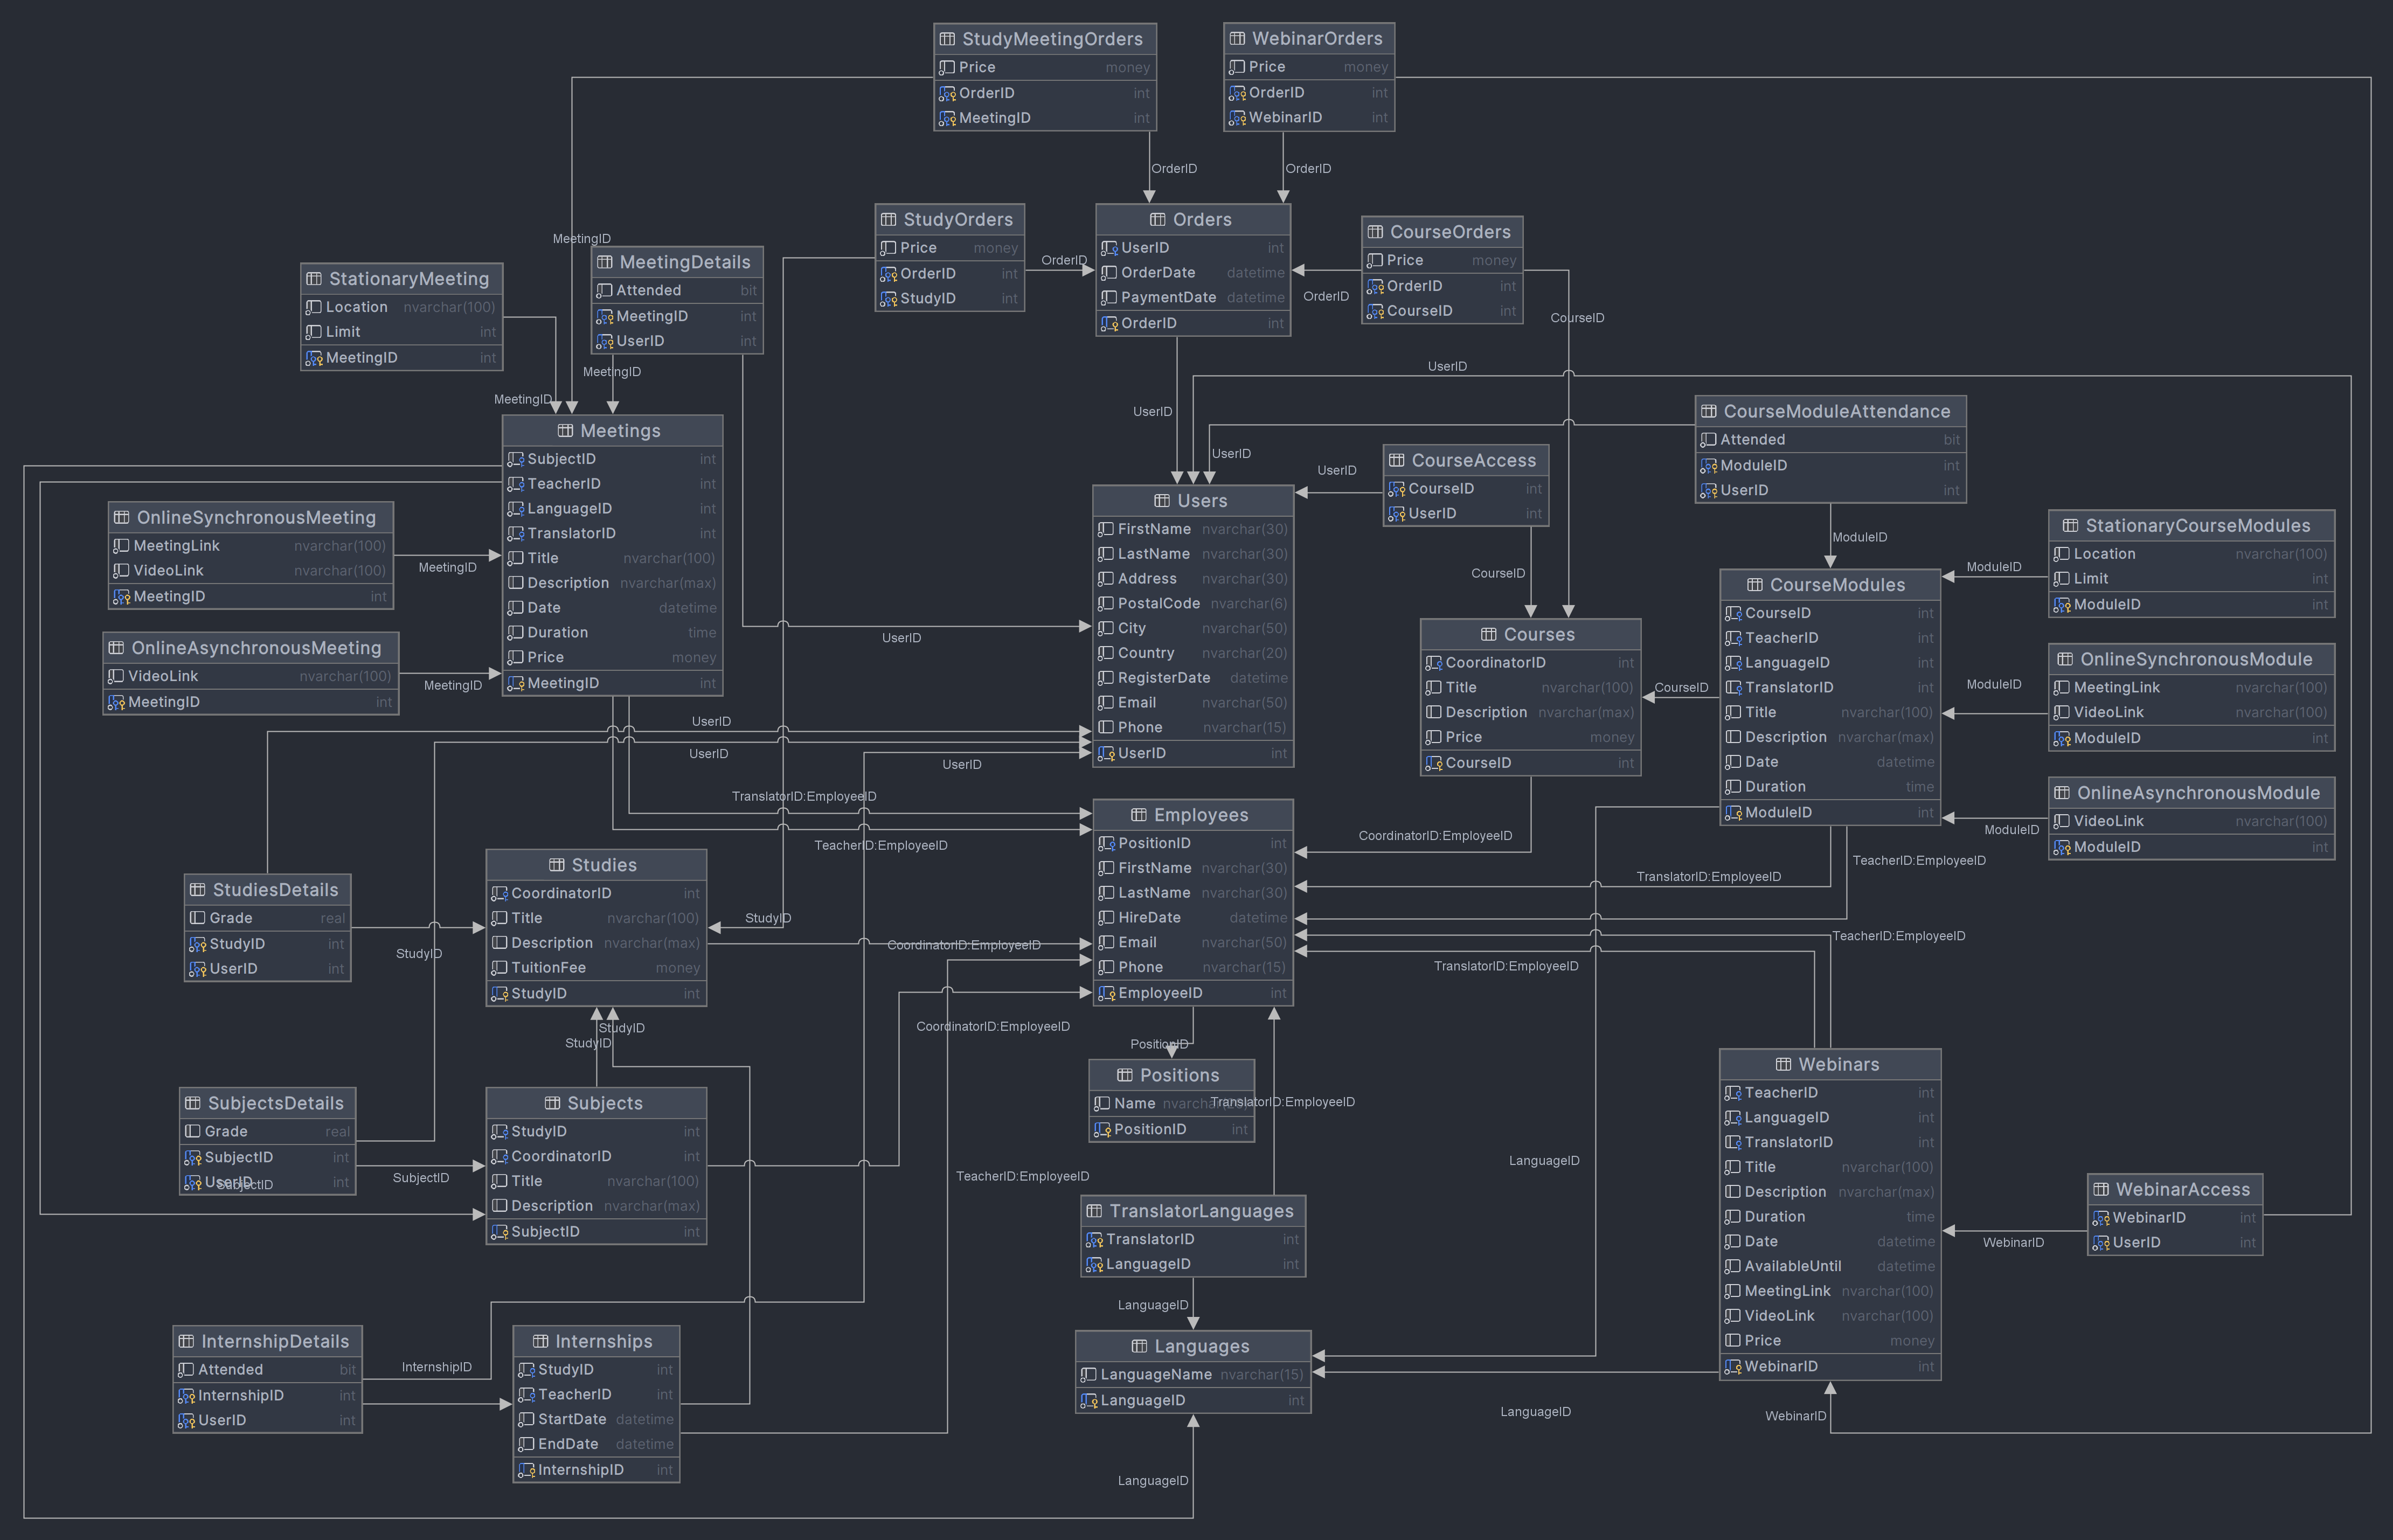 StudyMeetingOrders
Price money
OrderID int
MeetingID int
WebinarOrders
Price money
OrderID int
WebinarID int
OrderID
OrderID
StudyOrders
Price money
OrderID int
StudyID int
OrderID
Orders
UserID int
OrderDate datetime
PaymentDate datetime
OrderID int
CourseOrders
Price money
OrderID int
CourseID int
OrderID
CourseID
MeetingID
StationaryMeeting
Location nvarchar(100)
Limit int
MeetingID int
MeetingDetails
Attended bit
MeetingID int
UserID int
MeetingID
MeetingID
UserID
UserID
UserID
UserID
Meetings
SubjectID int
TeacherID int
LanguageID int
TranslatorID int
Title nvarchar(100)
Description nvarchar(max)
Date datetime
Duration time
Price money
MeetingID int
OnlineSynchronousMeeting
MeetingLink nvarchar(100)
VideoLink nvarchar(100)
MeetingID int
MeetingID
OnlineAsynchronousMeeting
VideoLink nvarchar(100)
MeetingID int
MeetingID
Users
FirstName nvarchar(30)
LastName nvarchar(30)
Address nvarchar(30)
PostalCode nvarchar(6)
City nvarchar(50)
Country nvarchar(20)
RegisterDate datetime
Email nvarchar(50)
Phone nvarchar(15)
UserID int
CourseAccess
CourseID int
UserID int
CourseID
CourseModuleAttendance
Attended bit
ModuleID int
UserID int
ModuleID
Courses
CoordinatorID int
Title nvarchar(100)
Description nvarchar(max)
Price money
CourseID int
CourseID
CourseModules
CourseID int
TeacherID int
LanguageID int
TranslatorID int
Title nvarchar(100)
Description nvarchar(max)
Date datetime
Duration time
ModuleID int
StationaryCourseModules
Location nvarchar(100)
Limit int
ModuleID int
ModuleID
OnlineSynchronousModule
MeetingLink nvarchar(100)
VideoLink nvarchar(100)
ModuleID int
ModuleID
OnlineAsynchronousModule
VideoLink nvarchar(100)
ModuleID int
ModuleID
UserID
UserID
UserID
UserID
TranslatorID:EmployeeID
TeacherID:EmployeeID
CoordinatorID:EmployeeID
TranslatorID:EmployeeID
TeacherID:EmployeeID
TeacherID:EmployeeID
TranslatorID:EmployeeID
Employees
PositionID int
FirstName nvarchar(30)
LastName nvarchar(30)
HireDate datetime
Email nvarchar(50)
Phone nvarchar(15)
EmployeeID int
Studies
CoordinatorID int
Title nvarchar(100)
Description nvarchar(max)
TuitionFee money
StudyID int
StudyID
CoordinatorID:EmployeeID
StudiesDetails
Grade real
StudyID int
UserID int
StudyID
StudyID
StudyID
CoordinatorID:EmployeeID
PositionID
Positions
Name
PositionID int
TranslatorID:EmployeeID
SubjectsDetails
Grade real
SubjectID int
UserID int
SubjectID
SubjectID
Subjects
StudyID int
CoordinatorID int
Title nvarchar(100)
Description nvarchar(max)
SubjectID int
TeacherID:EmployeeID
TranslatorLanguages
TranslatorID int
LanguageID int
LanguageID
LanguageID
Webinars
TeacherID int
LanguageID int
TranslatorID int
Title nvarchar(100)
Description nvarchar(max)
Duration time
Date datetime
AvailableUntil datetime
MeetingLink nvarchar(100)
VideoLink nvarchar(100)
Price money
WebinarID int
WebinarAccess
WebinarID int
UserID int
WebinarID
InternshipDetails
Attended bit
InternshipID int
UserID int
InternshipID
Internships
StudyID int
TeacherID int
StartDate datetime
EndDate datetime
InternshipID int
Languages
LanguageName nvarchar(15)
LanguageID int
LanguageID
WebinarID
LanguageID